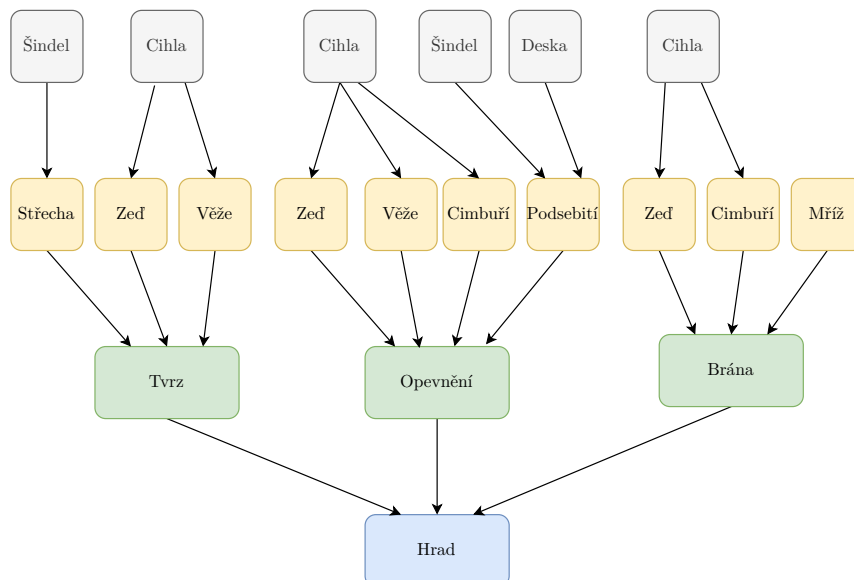 Šindel
Cihla
Cihla
Šindel
Deska
Cihla
Střecha
Zeď
Věže
Zeď
Věže
Cimbuří
Podsebití
Zeď
Cimbuří
Mříž
Tvrz
Opevnění
Brána
Hrad